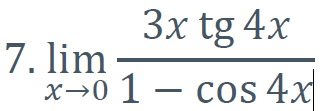 7. lim x→0 3x tg 4x / 1 − cos 4x